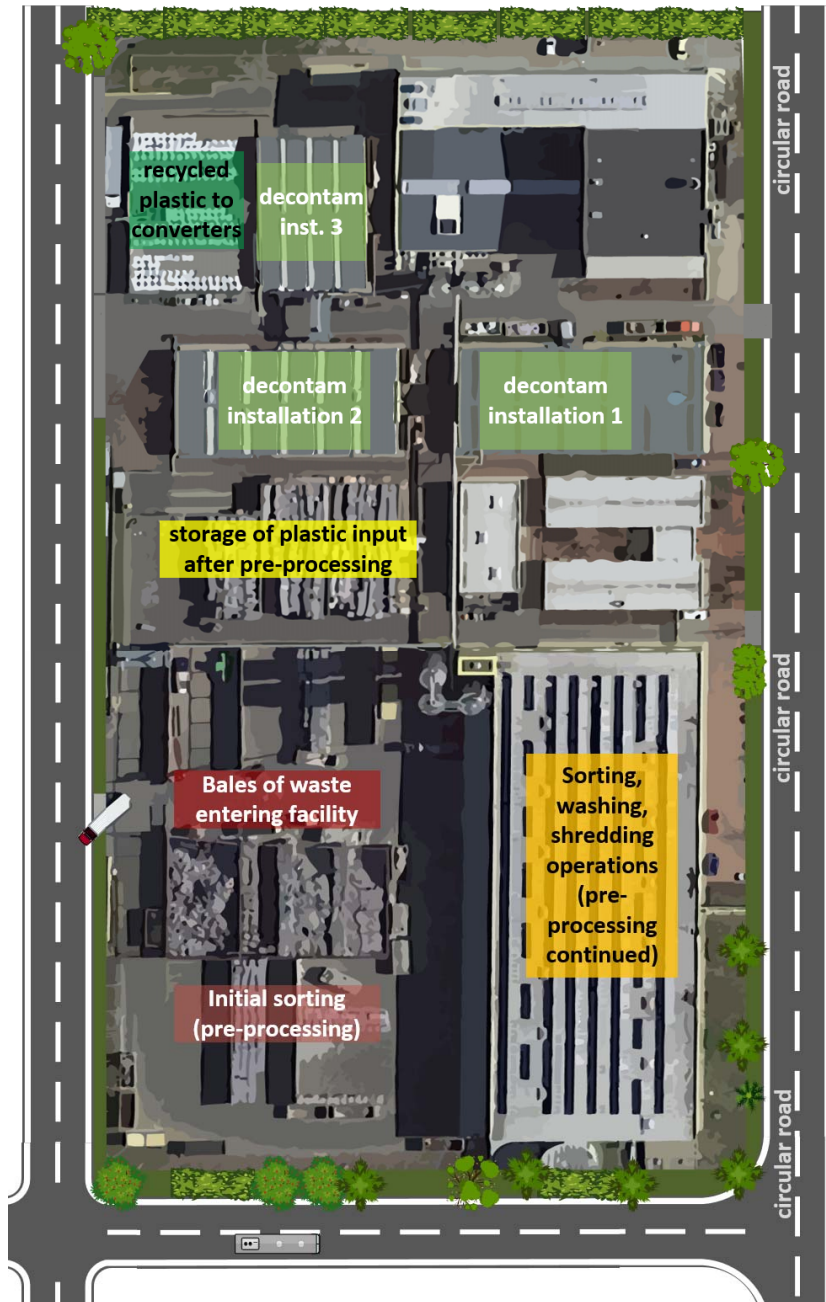 circular road
recycled
plastic to
converters
decontam
inst. 3
decontam
installation 2
decontam
installation 1
storage of plastic input
after pre-processing
circular road
Bales of waste
entering facility
Sorting,
washing,
shredding
operations
(pre-
processing
continued)
Initial sorting
(pre-processing)
circular road